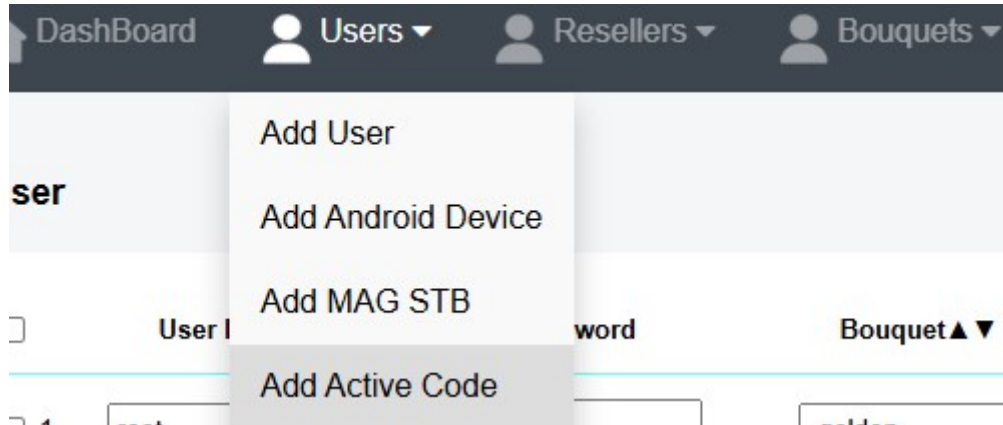 DashBoard Users Resellers Bouquets
Add User
ser
Add Android Device
Add MAG STB
User word Bouquet▲▼
Add Active Code